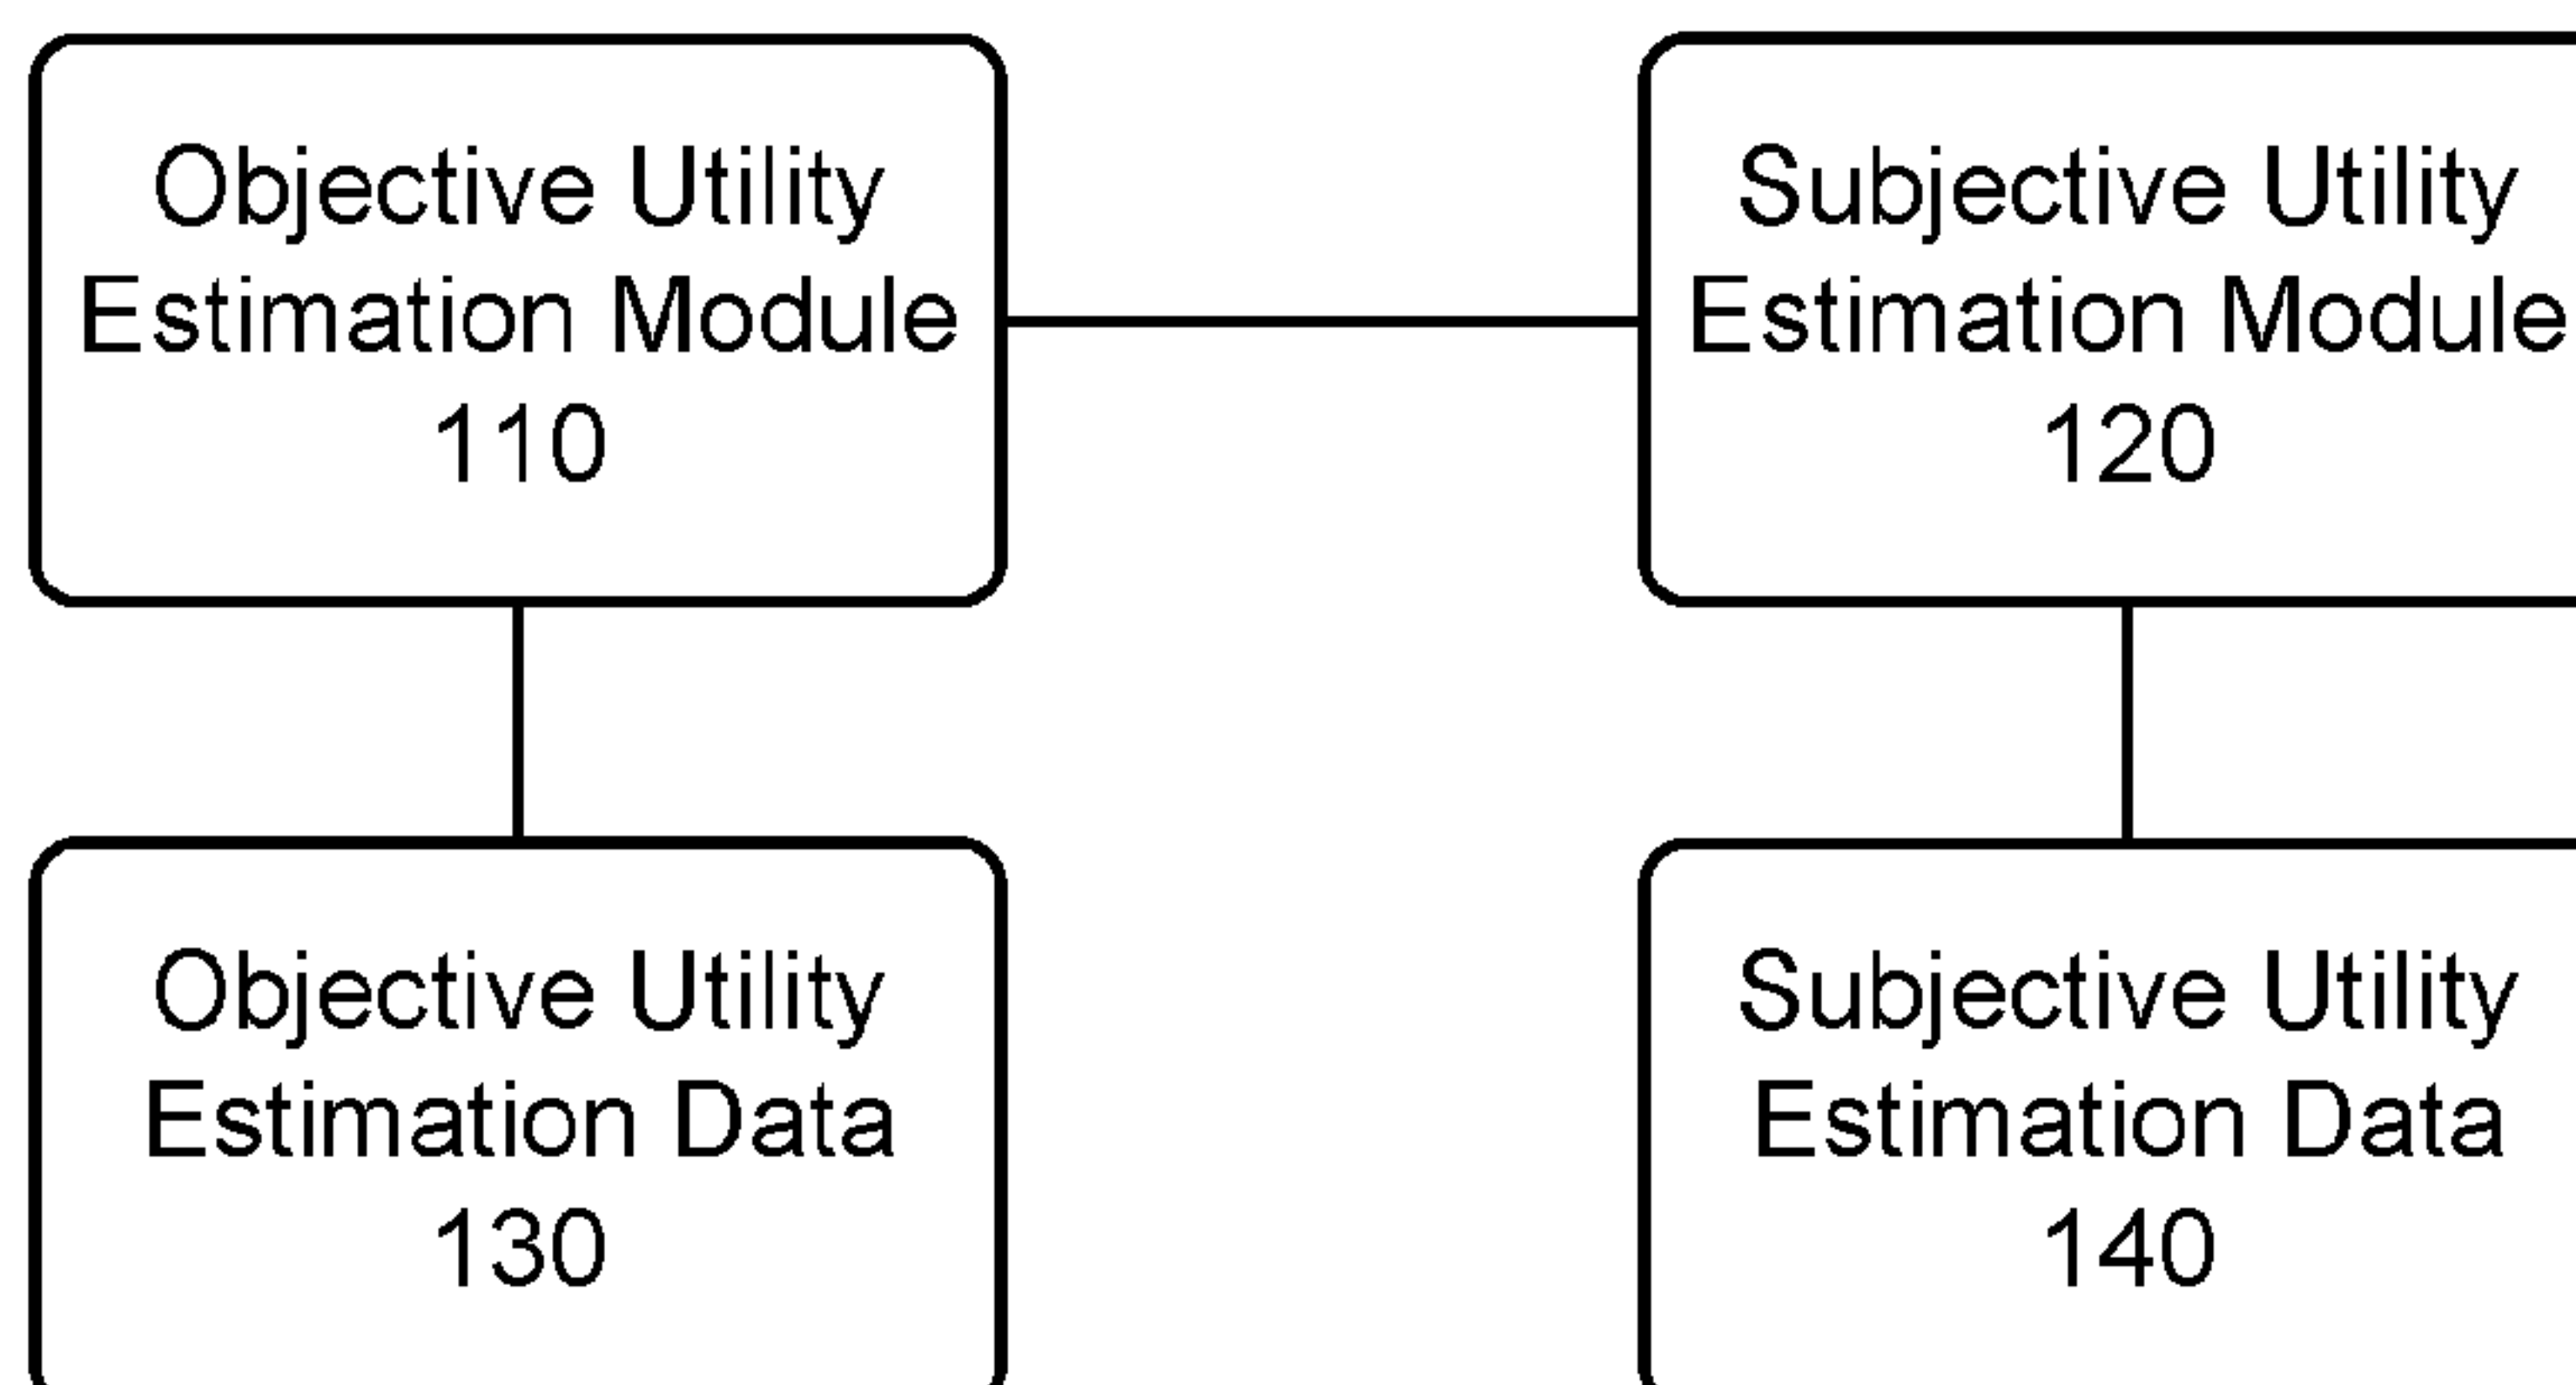 Objective Utility
Estimation Module
110
Subjective Utility
Estimation Module
120
Objective Utility
Estimation Data
130
Subjective Utility
Estimation Data
140